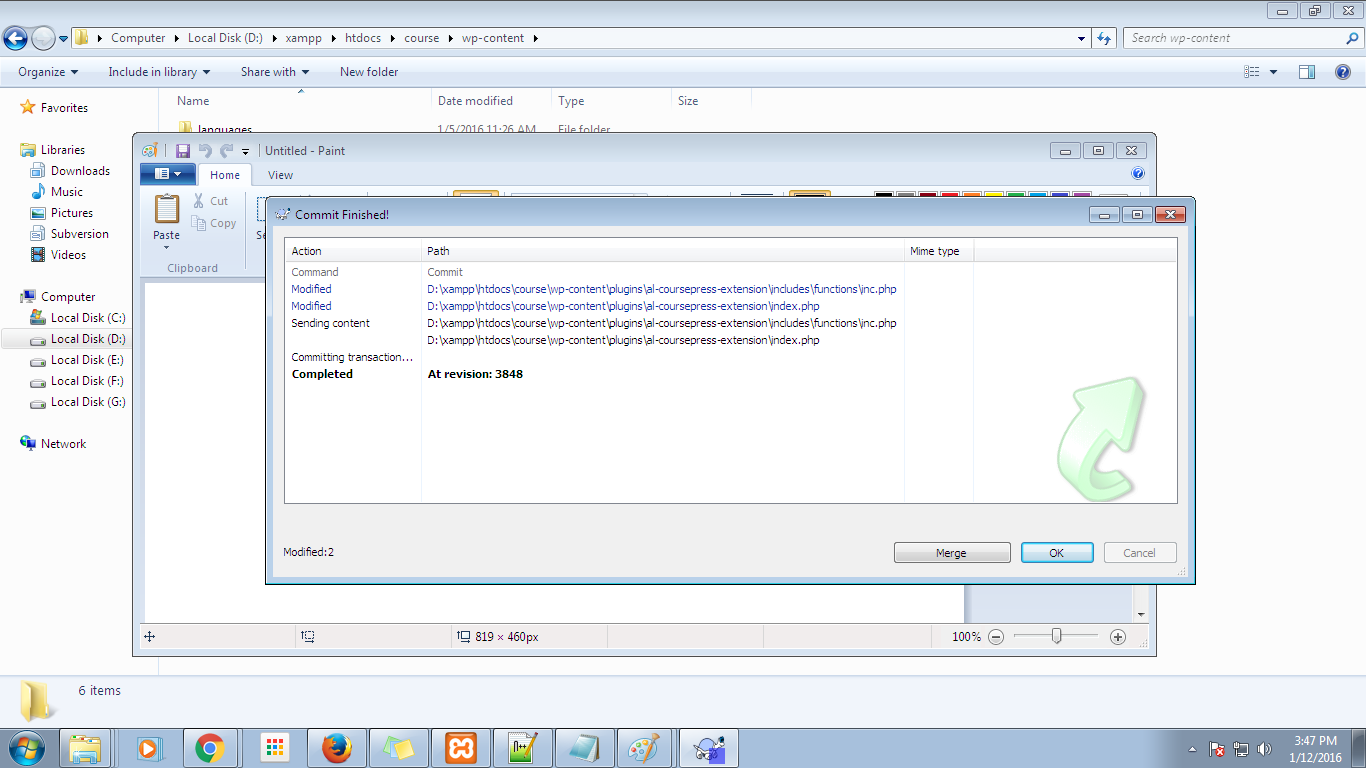 Computer ▸ Local Disk (D:) ▸ xampp ▸ htdocs ▸ course ▸ wp-content ▸
Search wp-content
Organize Include in library Share with New folder
Name Date modified Type Size
Favorites
languages 1/5/2016 11:26 AM File folder
Libraries
Downloads
Music
Pictures
Subversion
Videos
Computer
Local Disk (C:)
Local Disk (D:)
Local Disk (E:)
Local Disk (F:)
Local Disk (G:)
Network
Untitled - Paint
Home View
Paste
Cut
Copy
Clipboard
Commit Finished!
Action Path Mime type
Command Commit
Modified D:\xampp\htdocs\course\wp-content\plugins\al-coursepress-extension\includes\functions\inc.php
Modified D:\xampp\htdocs\course\wp-content\plugins\al-coursepress-extension\index.php
Sending content D:\xampp\htdocs\course\wp-content\plugins\al-coursepress-extension\includes\functions\inc.php
D:\xampp\htdocs\course\wp-content\plugins\al-coursepress-extension\index.php
Committing transaction...
Completed At revision: 3848
Modified:2
Merge OK Cancel
819 × 460px 100%
6 items
3:47 PM
1/12/2016